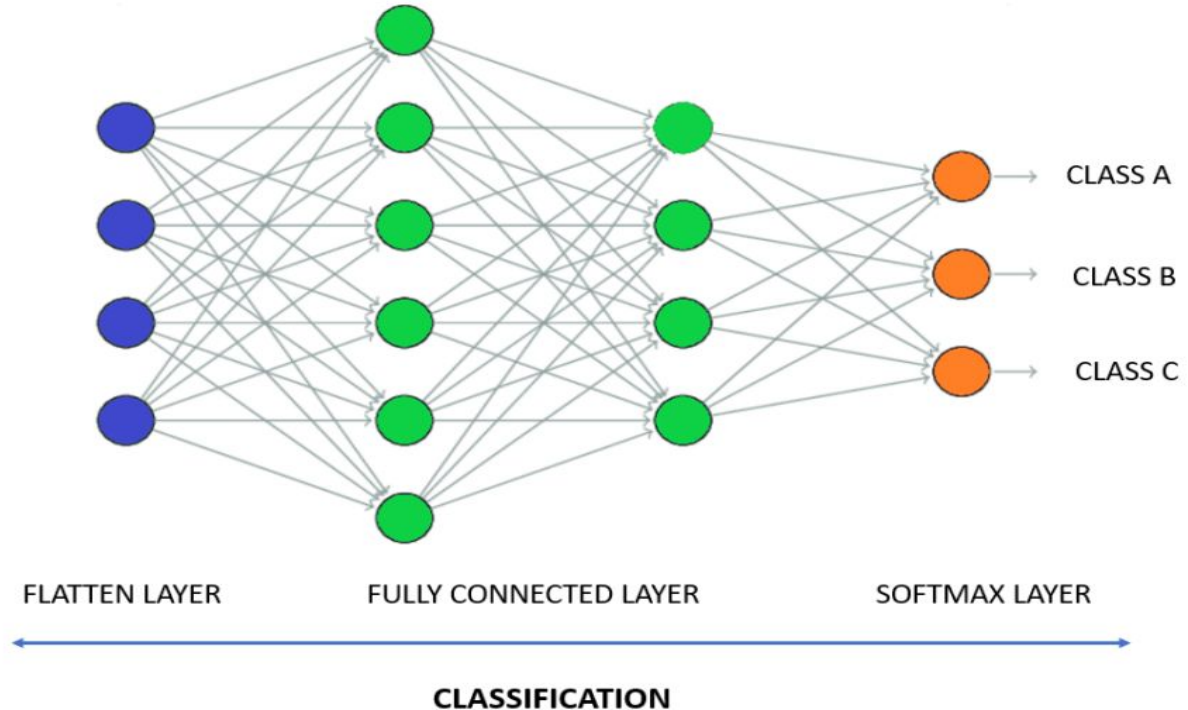 CLASS A
CLASS B
CLASS C
FLATTEN LAYER
FULLY CONNECTED LAYER
SOFTMAX LAYER
CLASSIFICATION